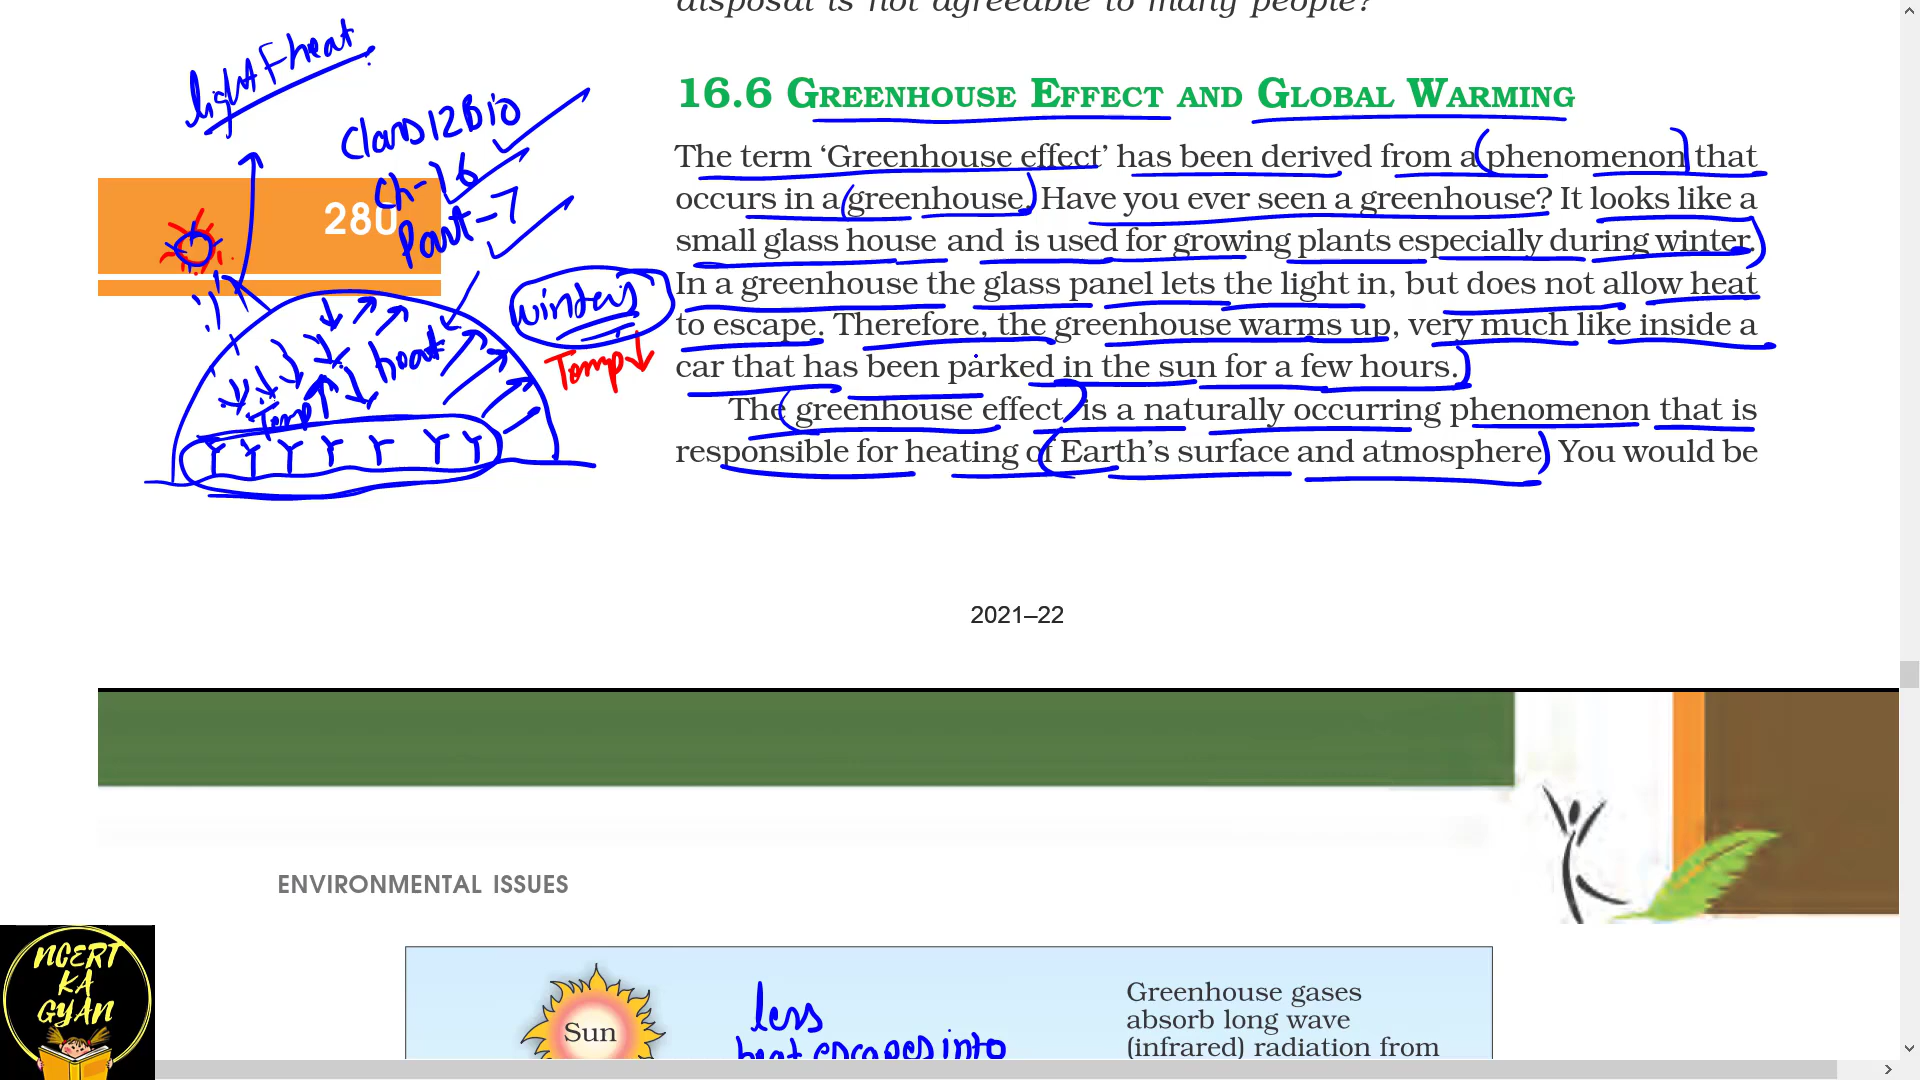 disposal is not agreeable to many people?
light & heat
Class 12 Bio
Ch-16
Part-7
280
winters
Temp↓
heat
Temp↑
16.6 GREENHOUSE EFFECT AND GLOBAL WARMING
The term ‘Greenhouse effect’ has been derived from a phenomenon that
occurs in a greenhouse. Have you ever seen a greenhouse? It looks like a
small glass house and is used for growing plants especially during winter.
In a greenhouse the glass panel lets the light in, but does not allow heat
to escape. Therefore, the greenhouse warms up, very much like inside a
car that has been parked in the sun for a few hours.
The greenhouse effect is a naturally occurring phenomenon that is
responsible for heating of Earth’s surface and atmosphere. You would be
2021–22
ENVIRONMENTAL ISSUES
NCERT
KA
GYAN
Sun
less
heat escapes into
Greenhouse gases
absorb long wave
(infrared) radiation from